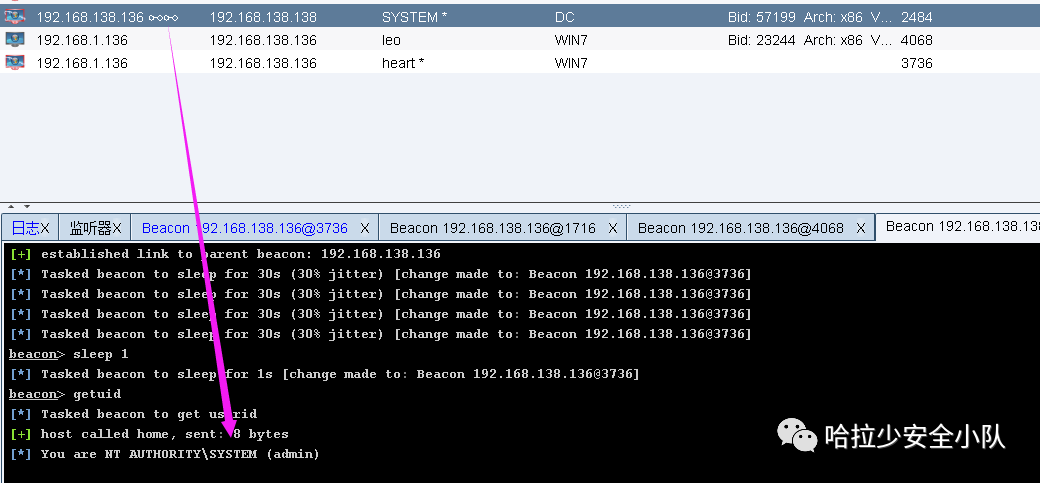 192.168.138.136 192.168.138.138 SYSTEM * DC Bid: 57199 Arch: x86 V... 2484
192.168.1.136 192.168.138.136 leo WIN7 Bid: 23244 Arch: x86 V... 4068
192.168.1.136 192.168.138.136 heart * WIN7 3736
日志X 监听器X Beacon 192.168.138.136@3736 X Beacon 192.168.138.136@1716 X Beacon 192.168.138.136@4068 X Beacon 192.168.138.138
[+] established link to parent beacon: 192.168.138.136
[*] Tasked beacon to sleep for 30s (30% jitter) [change made to: Beacon 192.168.138.136@3736]
[*] Tasked beacon to sleep for 30s (30% jitter) [change made to: Beacon 192.168.138.136@3736]
[*] Tasked beacon to sleep for 30s (30% jitter) [change made to: Beacon 192.168.138.136@3736]
[*] Tasked beacon to sleep for 30s (30% jitter) [change made to: Beacon 192.168.138.136@3736]
beacon> sleep 1
[*] Tasked beacon to sleep for 1s [change made to: Beacon 192.168.138.136@3736]
beacon> getuid
[*] Tasked beacon to get userid
[+] host called home, sent: 8 bytes
[*] You are NT AUTHORITY\SYSTEM (admin)
哈拉少安全小队